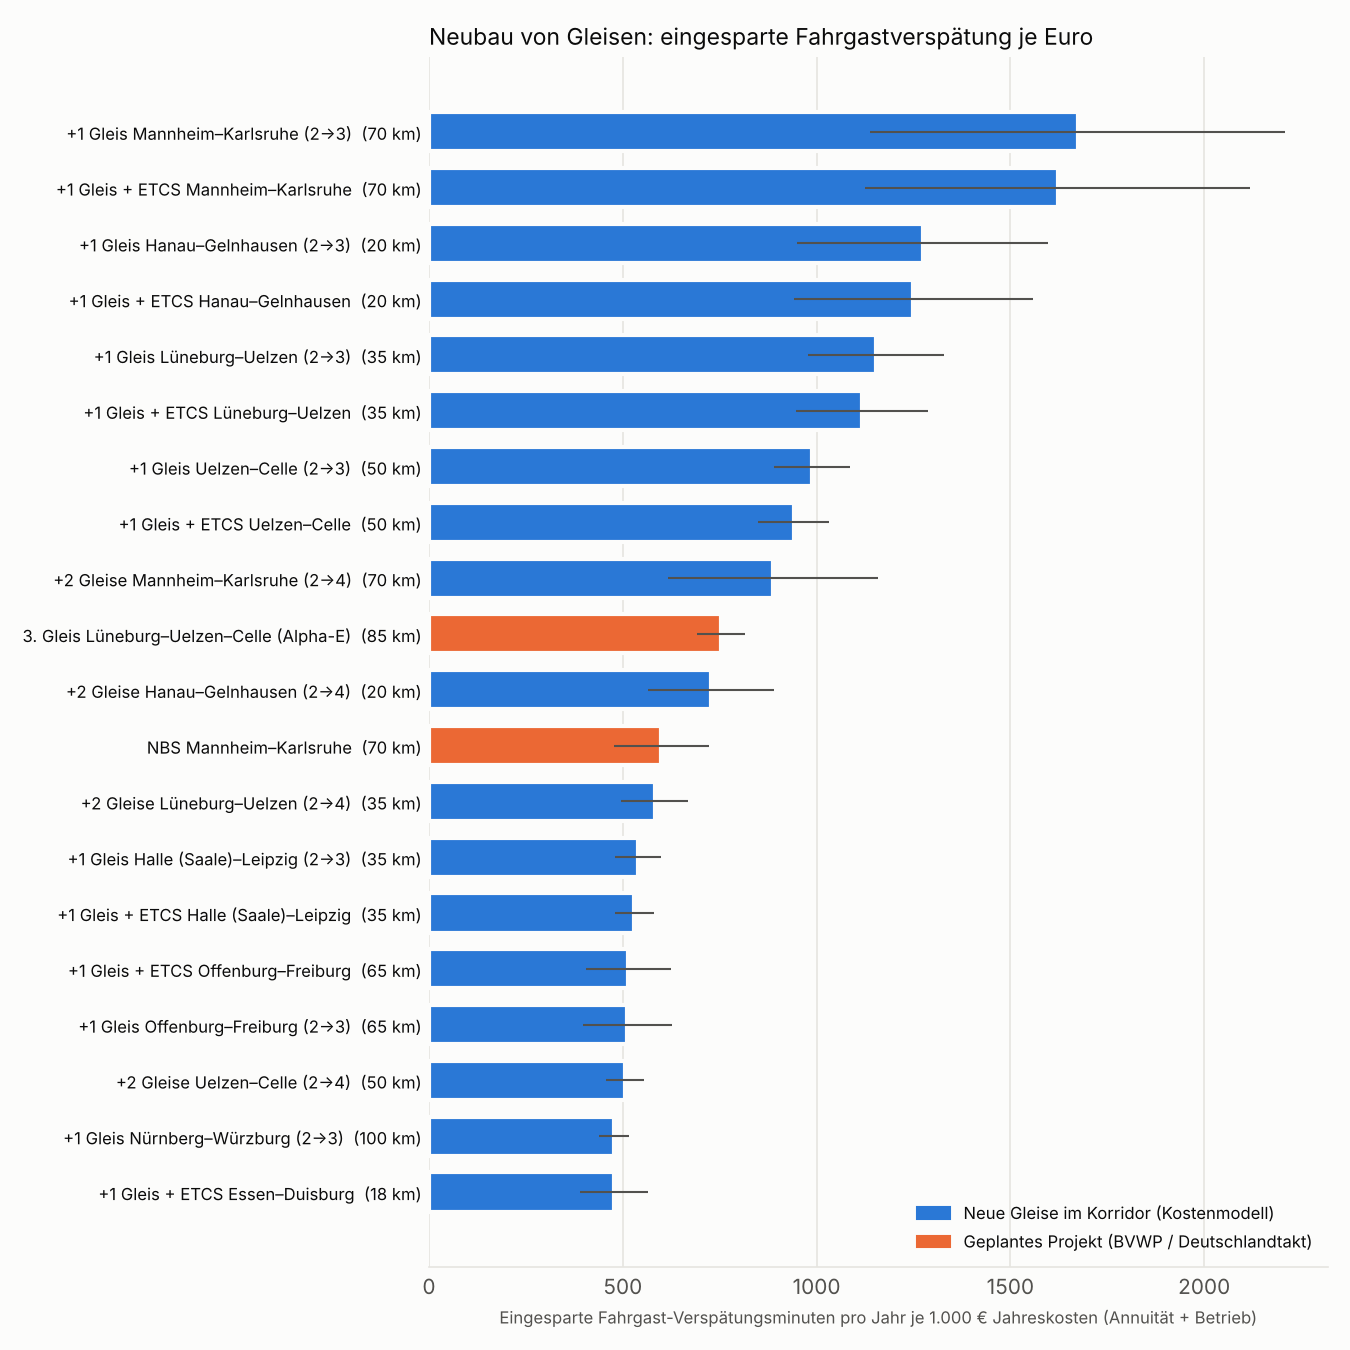 Neubau von Gleisen: eingesparte Fahrgastverspätung je Euro
+1 Gleis Mannheim–Karlsruhe (2→3) (70 km)
+1 Gleis + ETCS Mannheim–Karlsruhe (70 km)
+1 Gleis Hanau–Gelnhausen (2→3) (20 km)
+1 Gleis + ETCS Hanau–Gelnhausen (20 km)
+1 Gleis Lüneburg–Uelzen (2→3) (35 km)
+1 Gleis + ETCS Lüneburg–Uelzen (35 km)
+1 Gleis Uelzen–Celle (2→3) (50 km)
+1 Gleis + ETCS Uelzen–Celle (50 km)
+2 Gleise Mannheim–Karlsruhe (2→4) (70 km)
3. Gleis Lüneburg–Uelzen–Celle (Alpha-E) (85 km)
+2 Gleise Hanau–Gelnhausen (2→4) (20 km)
NBS Mannheim–Karlsruhe (70 km)
+2 Gleise Lüneburg–Uelzen (2→4) (35 km)
+1 Gleis Halle (Saale)–Leipzig (2→3) (35 km)
+1 Gleis + ETCS Halle (Saale)–Leipzig (35 km)
+1 Gleis + ETCS Offenburg–Freiburg (65 km)
+1 Gleis Offenburg–Freiburg (2→3) (65 km)
+2 Gleise Uelzen–Celle (2→4) (50 km)
+1 Gleis Nürnberg–Würzburg (2→3) (100 km)
+1 Gleis + ETCS Essen–Duisburg (18 km)
Neue Gleise im Korridor (Kostenmodell)
Geplantes Projekt (BVWP / Deutschlandtakt)
0 500 1000 1500 2000
Eingesparte Fahrgast-Verspätungsminuten pro Jahr je 1.000 € Jahreskosten (Annuität + Betrieb)